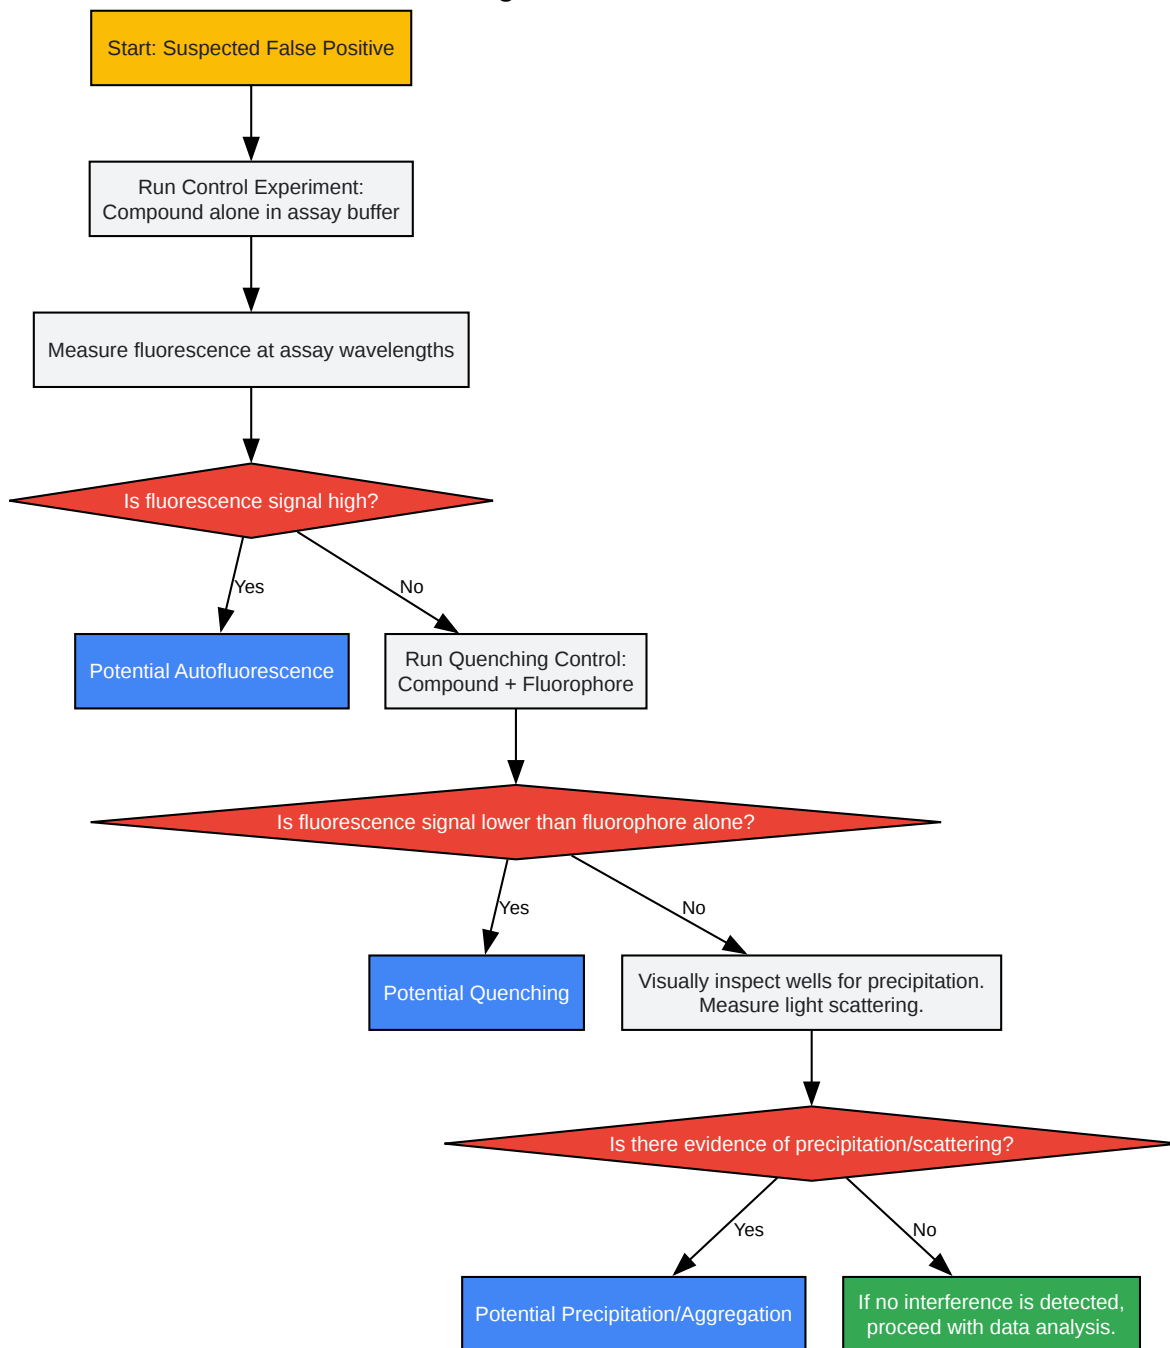 Start: Suspected False Positive
Run Control Experiment:
Compound alone in assay buffer
Measure fluorescence at assay wavelengths
Is fluorescence signal high?
Yes
No
Potential Autofluorescence
Run Quenching Control:
Compound + Fluorophore
Is fluorescence signal lower than fluorophore alone?
Yes
No
Potential Quenching
Visually inspect wells for precipitation.
Measure light scattering.
Is there evidence of precipitation/scattering?
Yes
No
Potential Precipitation/Aggregation
If no interference is detected,
proceed with data analysis.